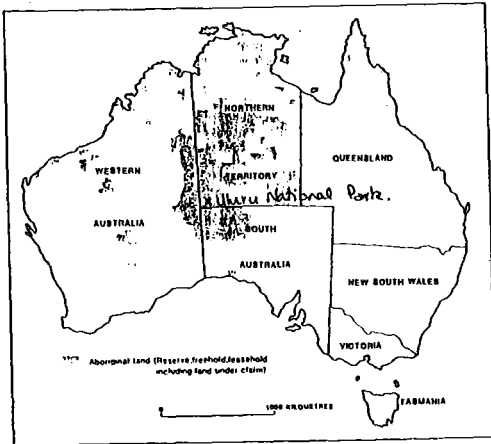 NORTHERN
WESTERN
QUEENSLAND
TERRITORY
Uluru National Park.
AUSTRALIA
SOUTH
AUSTRALIA
NEW SOUTH WALES
VICTORIA
Aboriginal land (Reserve, freehold, leasehold
including land under claim)
1000 KILOMETRES
TASMANIA